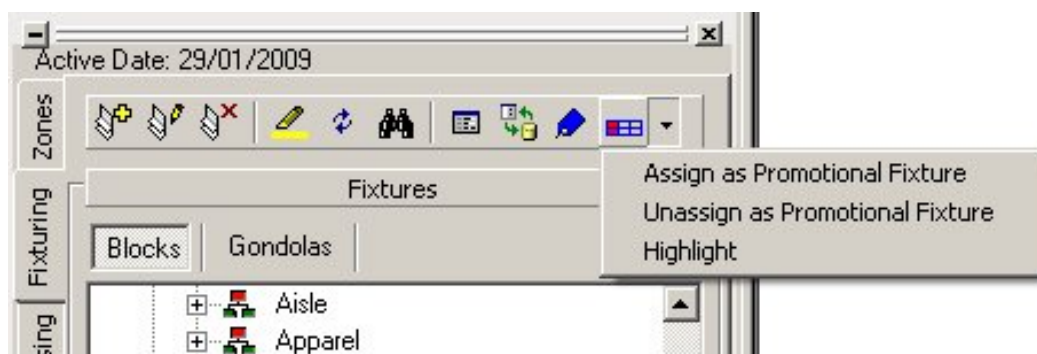 Active Date: 29/01/2009
Zones
Fixturing
Fixtures
Assign as Promotional Fixture
Unassign as Promotional Fixture
Highlight
Blocks Gondolas
Aisle
Apparel